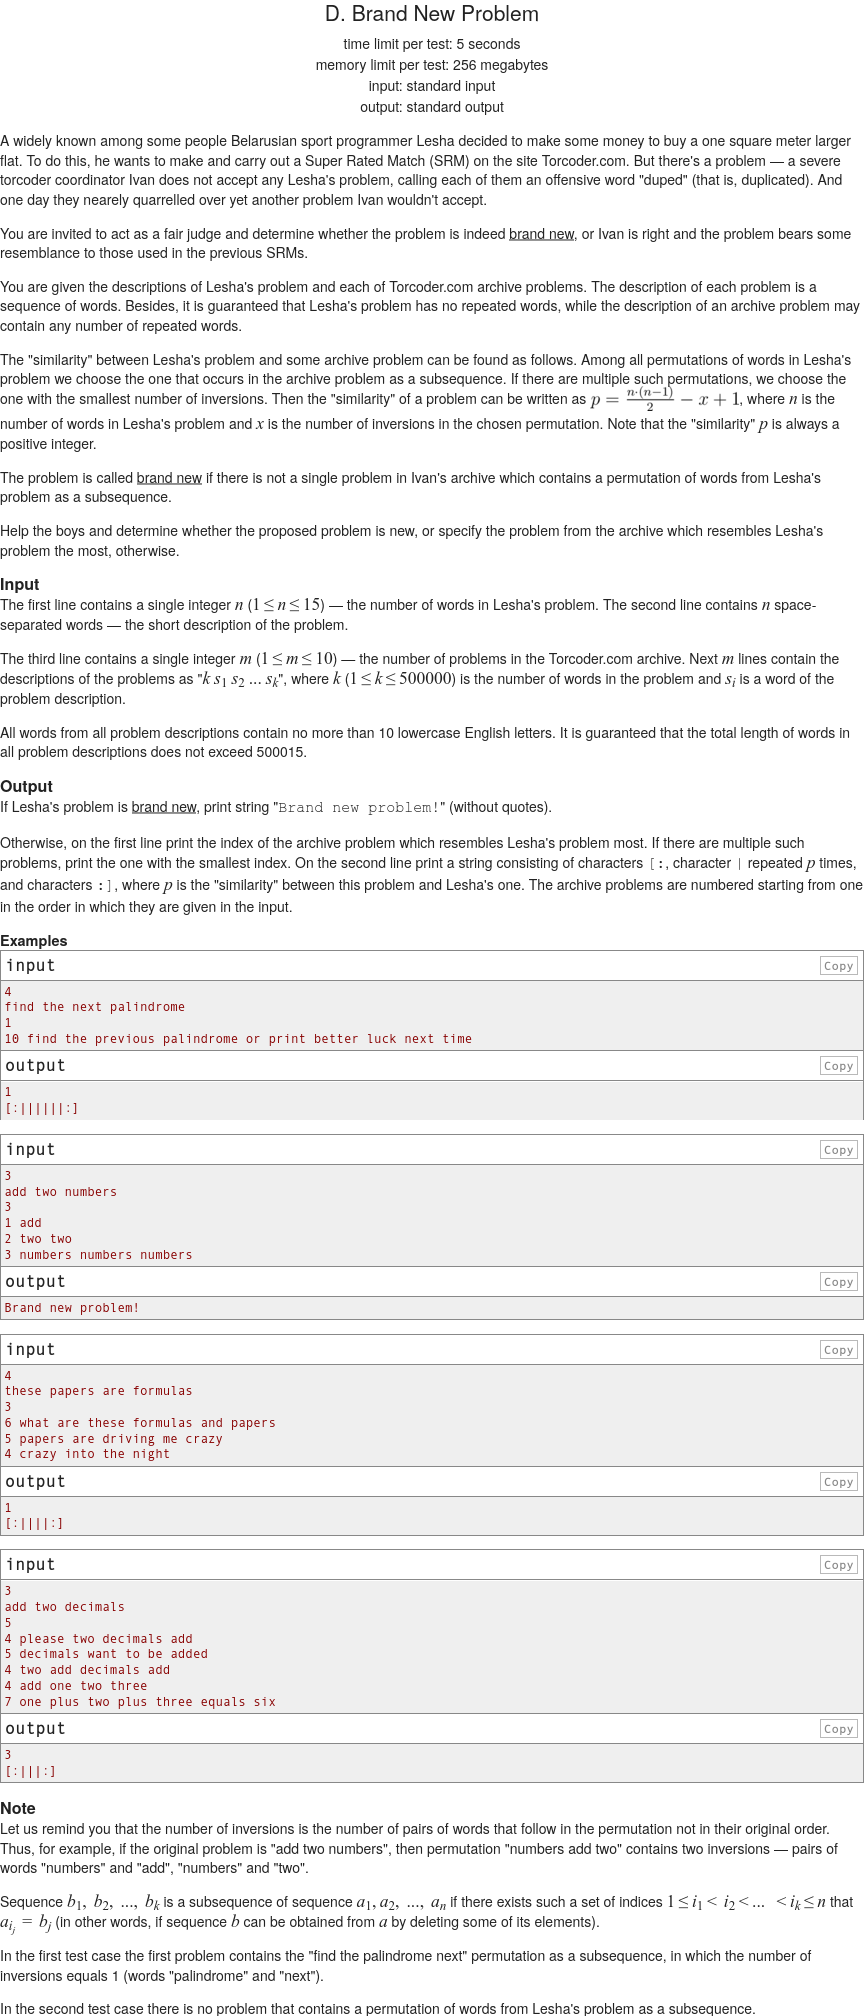 D. Brand New Problem
time limit per test: 5 seconds
memory limit per test: 256 megabytes
input: standard input
output: standard output
A widely known among some people Belarusian sport programmer Lesha decided to make some money to buy a one square meter larger
flat. To do this, he wants to make and carry out a Super Rated Match (SRM) on the site Torcoder.com. But there's a problem — a severe
torcoder coordinator Ivan does not accept any Lesha's problem, calling each of them an offensive word "duped" (that is, duplicated). And
one day they nearely quarrelled over yet another problem Ivan wouldn't accept.
You are invited to act as a fair judge and determine whether the problem is indeed brand new, or Ivan is right and the problem bears some
resemblance to those used in the previous SRMs.
You are given the descriptions of Lesha's problem and each of Torcoder.com archive problems. The description of each problem is a
sequence of words. Besides, it is guaranteed that Lesha's problem has no repeated words, while the description of an archive problem may
contain any number of repeated words.
The "similarity" between Lesha's problem and some archive problem can be found as follows. Among all permutations of words in Lesha's
problem we choose the one that occurs in the archive problem as a subsequence. If there are multiple such permutations, we choose the
one with the smallest number of inversions. Then the "similarity" of a problem can be written as p = n·(n−1)/2 − x + 1, where n is the
number of words in Lesha's problem and x is the number of inversions in the chosen permutation. Note that the "similarity" p is always a
positive integer.
The problem is called brand new if there is not a single problem in Ivan's archive which contains a permutation of words from Lesha's
problem as a subsequence.
Help the boys and determine whether the proposed problem is new, or specify the problem from the archive which resembles Lesha's
problem the most, otherwise.
Input
The first line contains a single integer n (1 ≤ n ≤ 15) — the number of words in Lesha's problem. The second line contains n space-
separated words — the short description of the problem.
The third line contains a single integer m (1 ≤ m ≤ 10) — the number of problems in the Torcoder.com archive. Next m lines contain the
descriptions of the problems as "k s1 s2 ... sk", where k (1 ≤ k ≤ 500000) is the number of words in the problem and si is a word of the
problem description.
All words from all problem descriptions contain no more than 10 lowercase English letters. It is guaranteed that the total length of words in
all problem descriptions does not exceed 500015.
Output
If Lesha's problem is brand new, print string "Brand new problem!" (without quotes).
Otherwise, on the first line print the index of the archive problem which resembles Lesha's problem most. If there are multiple such
problems, print the one with the smallest index. On the second line print a string consisting of characters [:, character | repeated p times,
and characters :], where p is the "similarity" between this problem and Lesha's one. The archive problems are numbered starting from one
in the order in which they are given in the input.
Examples
input
Copy
4
find the next palindrome
1
10 find the previous palindrome or print better luck next time
output
Copy
1
[:||||||:]
input
Copy
3
add two numbers
3
1 add
2 two two
3 numbers numbers numbers
output
Copy
Brand new problem!
input
Copy
4
these papers are formulas
3
6 what are these formulas and papers
5 papers are driving me crazy
4 crazy into the night
output
Copy
1
[:||||:]
input
Copy
3
add two decimals
5
4 please two decimals add
5 decimals want to be added
4 two add decimals add
4 add one two three
7 one plus two plus three equals six
output
Copy
3
[:|||:]
Note
Let us remind you that the number of inversions is the number of pairs of words that follow in the permutation not in their original order.
Thus, for example, if the original problem is "add two numbers", then permutation "numbers add two" contains two inversions — pairs of
words "numbers" and "add", "numbers" and "two".
Sequence b1, b2, ..., bk is a subsequence of sequence a1, a2, ..., an if there exists such a set of indices 1 ≤ i1 < i2 < ... < ik ≤ n that
aij = bj (in other words, if sequence b can be obtained from a by deleting some of its elements).
In the first test case the first problem contains the "find the palindrome next" permutation as a subsequence, in which the number of
inversions equals 1 (words "palindrome" and "next").
In the second test case there is no problem that contains a permutation of words from Lesha's problem as a subsequence.